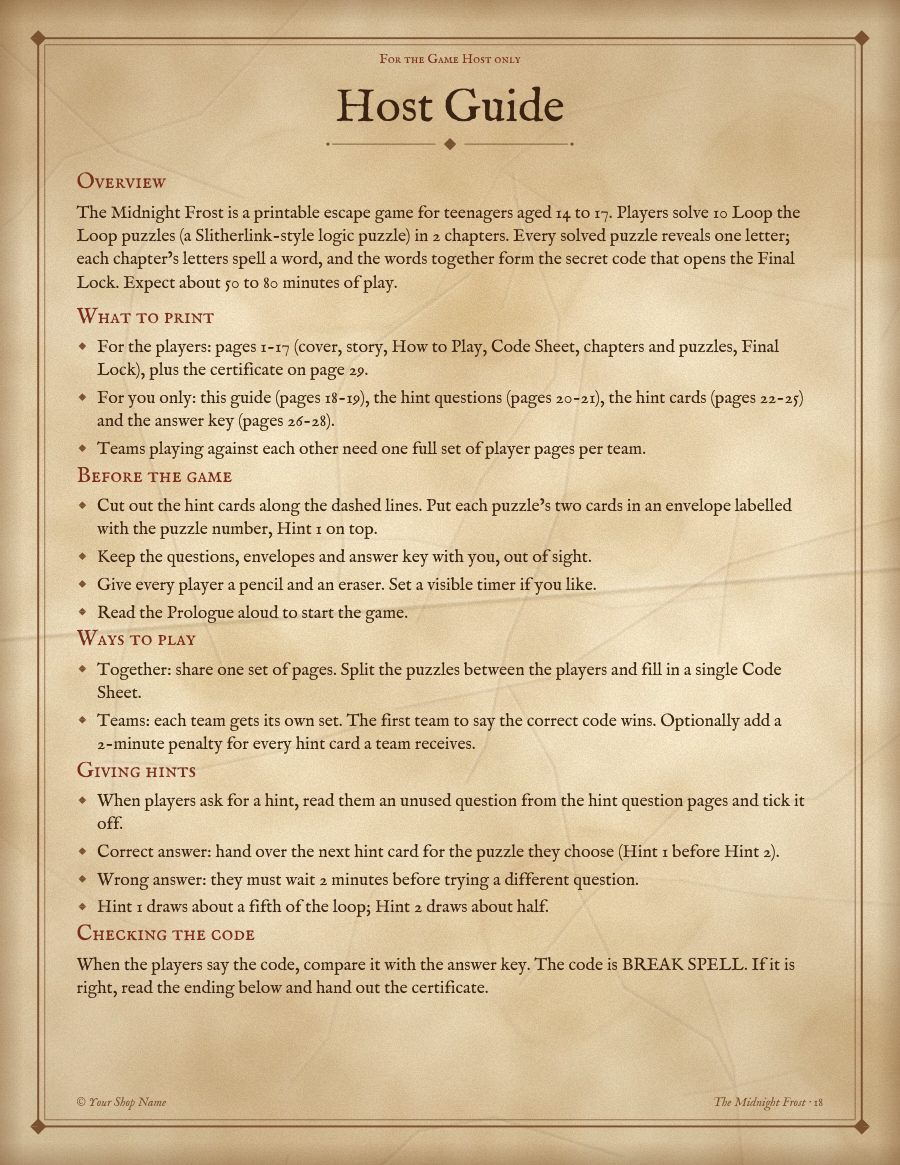 For the Game Host only
Host Guide
Overview
The Midnight Frost is a printable escape game for teenagers aged 14 to 17. Players solve 10 Loop the
Loop puzzles (a Slitherlink-style logic puzzle) in 2 chapters. Every solved puzzle reveals one letter;
each chapter's letters spell a word, and the words together form the secret code that opens the Final
Lock. Expect about 50 to 80 minutes of play.
What to print
◆ For the players: pages 1-17 (cover, story, How to Play, Code Sheet, chapters and puzzles, Final
Lock), plus the certificate on page 29.
◆ For you only: this guide (pages 18-19), the hint questions (pages 20-21), the hint cards (pages 22-25)
and the answer key (pages 26-28).
◆ Teams playing against each other need one full set of player pages per team.
Before the game
◆ Cut out the hint cards along the dashed lines. Put each puzzle's two cards in an envelope labelled
with the puzzle number, Hint 1 on top.
◆ Keep the questions, envelopes and answer key with you, out of sight.
◆ Give every player a pencil and an eraser. Set a visible timer if you like.
◆ Read the Prologue aloud to start the game.
Ways to play
◆ Together: share one set of pages. Split the puzzles between the players and fill in a single Code
Sheet.
◆ Teams: each team gets its own set. The first team to say the correct code wins. Optionally add a
2-minute penalty for every hint card a team receives.
Giving hints
◆ When players ask for a hint, read them an unused question from the hint question pages and tick it
off.
◆ Correct answer: hand over the next hint card for the puzzle they choose (Hint 1 before Hint 2).
◆ Wrong answer: they must wait 2 minutes before trying a different question.
◆ Hint 1 draws about a fifth of the loop; Hint 2 draws about half.
Checking the code
When the players say the code, compare it with the answer key. The code is BREAK SPELL. If it is
right, read the ending below and hand out the certificate.
© Your Shop Name
The Midnight Frost · 18